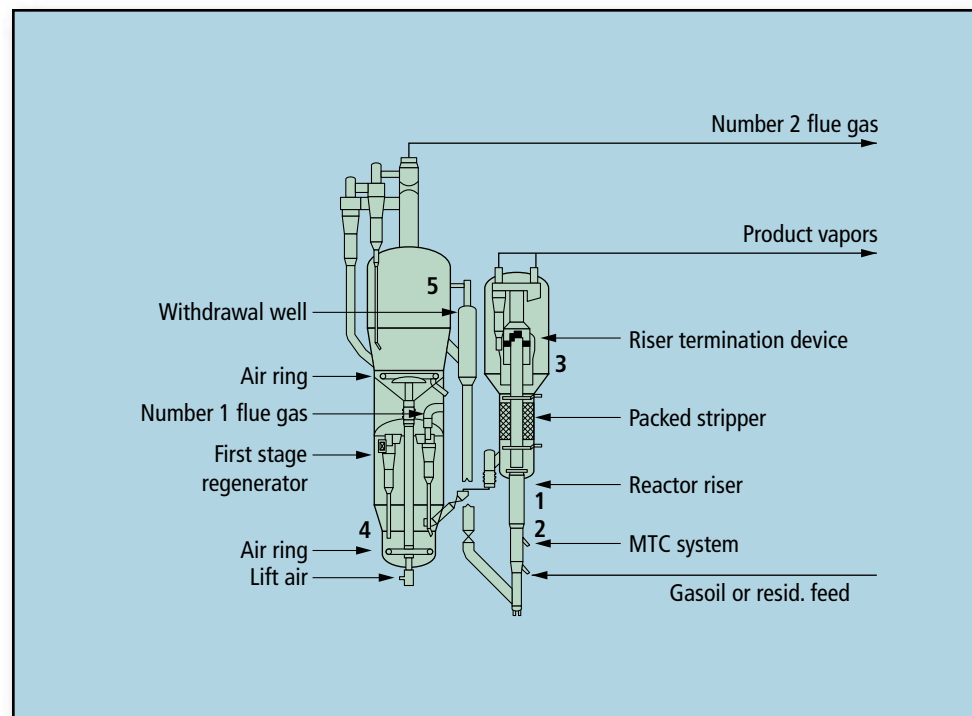 Number 2 flue gas
Product vapors
5
Withdrawal well
Riser termination device
3
Air ring
Number 1 flue gas
Packed stripper
First stage
regenerator
Reactor riser
1
2
4
MTC system
Air ring
Lift air
Gasoil or resid. feed